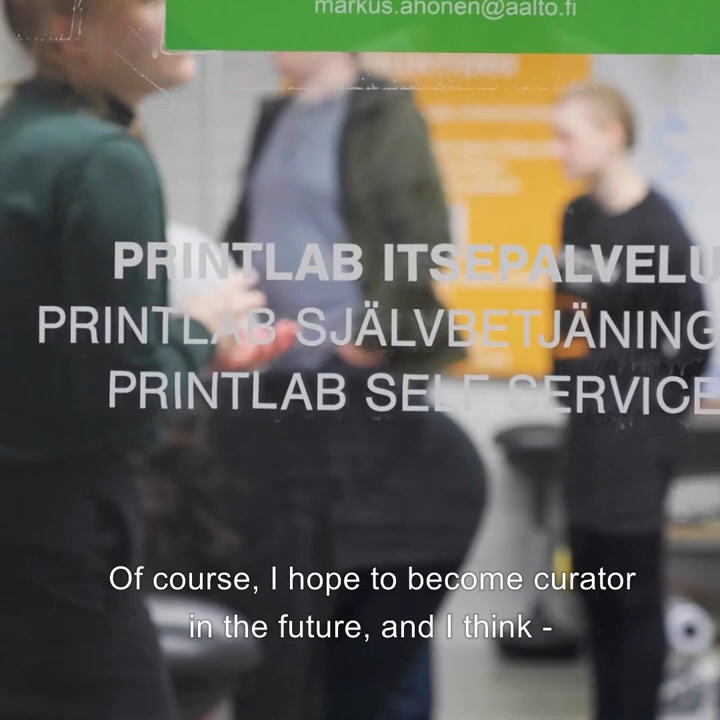 markus.ahonen@aalto.fi
PRINTLAB ITSEPALVELU
PRINTLAB SJÄLVBETJÄNING
PRINTLAB SELF SERVICE
Of course, I hope to become curator
in the future, and I think -